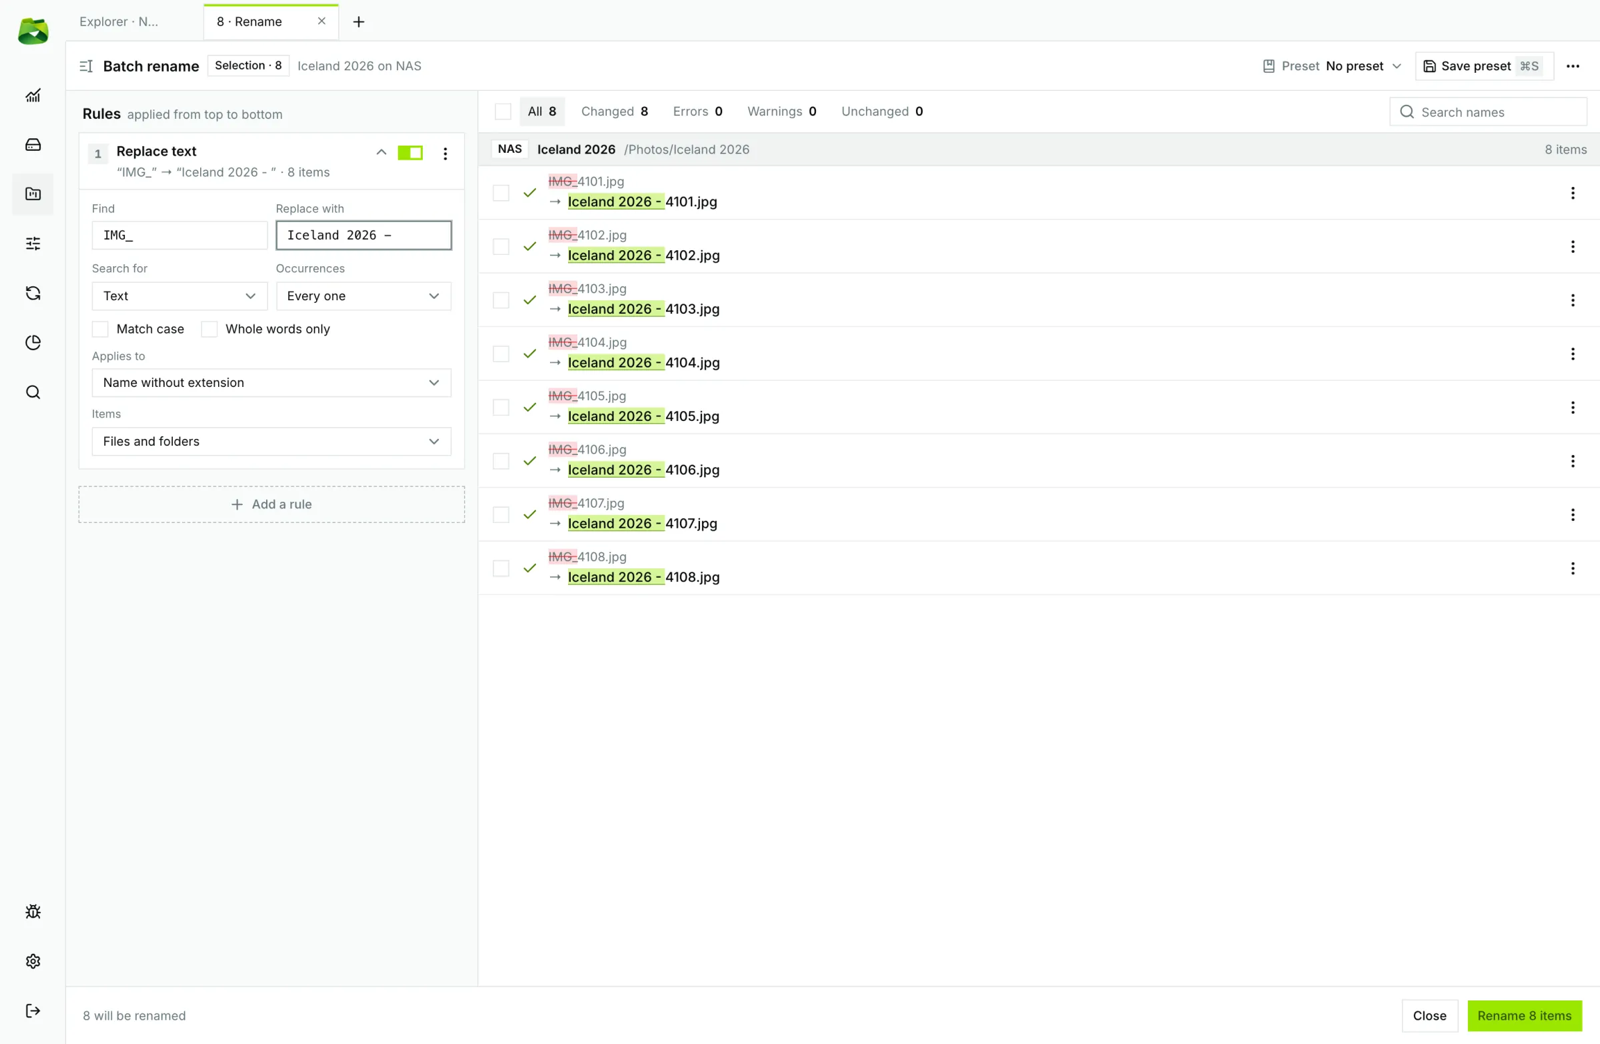 Explorer · N...
8 · Rename
Batch rename
Selection · 8
Iceland 2026 on NAS
Preset No preset
Save preset ⌘S
Rules applied from top to bottom
1
Replace text
“IMG_” → “Iceland 2026 - ” · 8 items
Find
Replace with
IMG_
Iceland 2026 -
Search for
Occurrences
Text
Every one
Match case
Whole words only
Applies to
Name without extension
Items
Files and folders
Add a rule
All 8
Changed 8
Errors 0
Warnings 0
Unchanged 0
Search names
NAS Iceland 2026 /Photos/Iceland 2026
8 items
IMG_4101.jpg
→ Iceland 2026 - 4101.jpg
IMG_4102.jpg
→ Iceland 2026 - 4102.jpg
IMG_4103.jpg
→ Iceland 2026 - 4103.jpg
IMG_4104.jpg
→ Iceland 2026 - 4104.jpg
IMG_4105.jpg
→ Iceland 2026 - 4105.jpg
IMG_4106.jpg
→ Iceland 2026 - 4106.jpg
IMG_4107.jpg
→ Iceland 2026 - 4107.jpg
IMG_4108.jpg
→ Iceland 2026 - 4108.jpg
8 will be renamed
Close
Rename 8 items